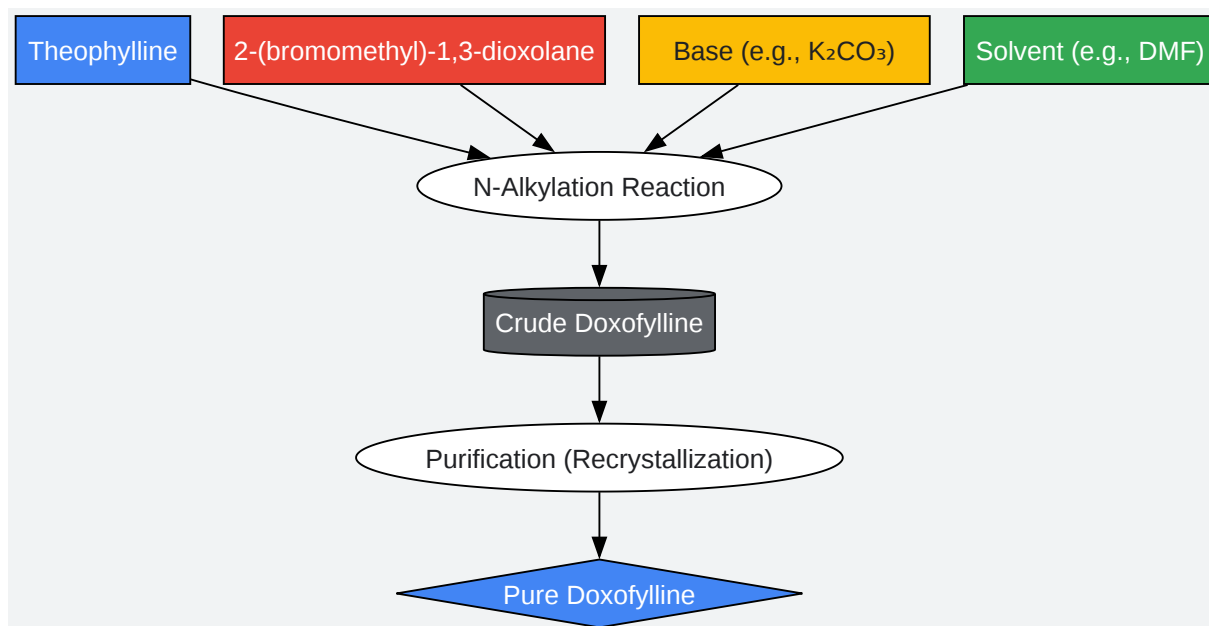 Theophylline
2-(bromomethyl)-1,3-dioxolane
Base (e.g., K₂CO₃)
Solvent (e.g., DMF)
N-Alkylation Reaction
Crude Doxofylline
Purification (Recrystallization)
Pure Doxofylline